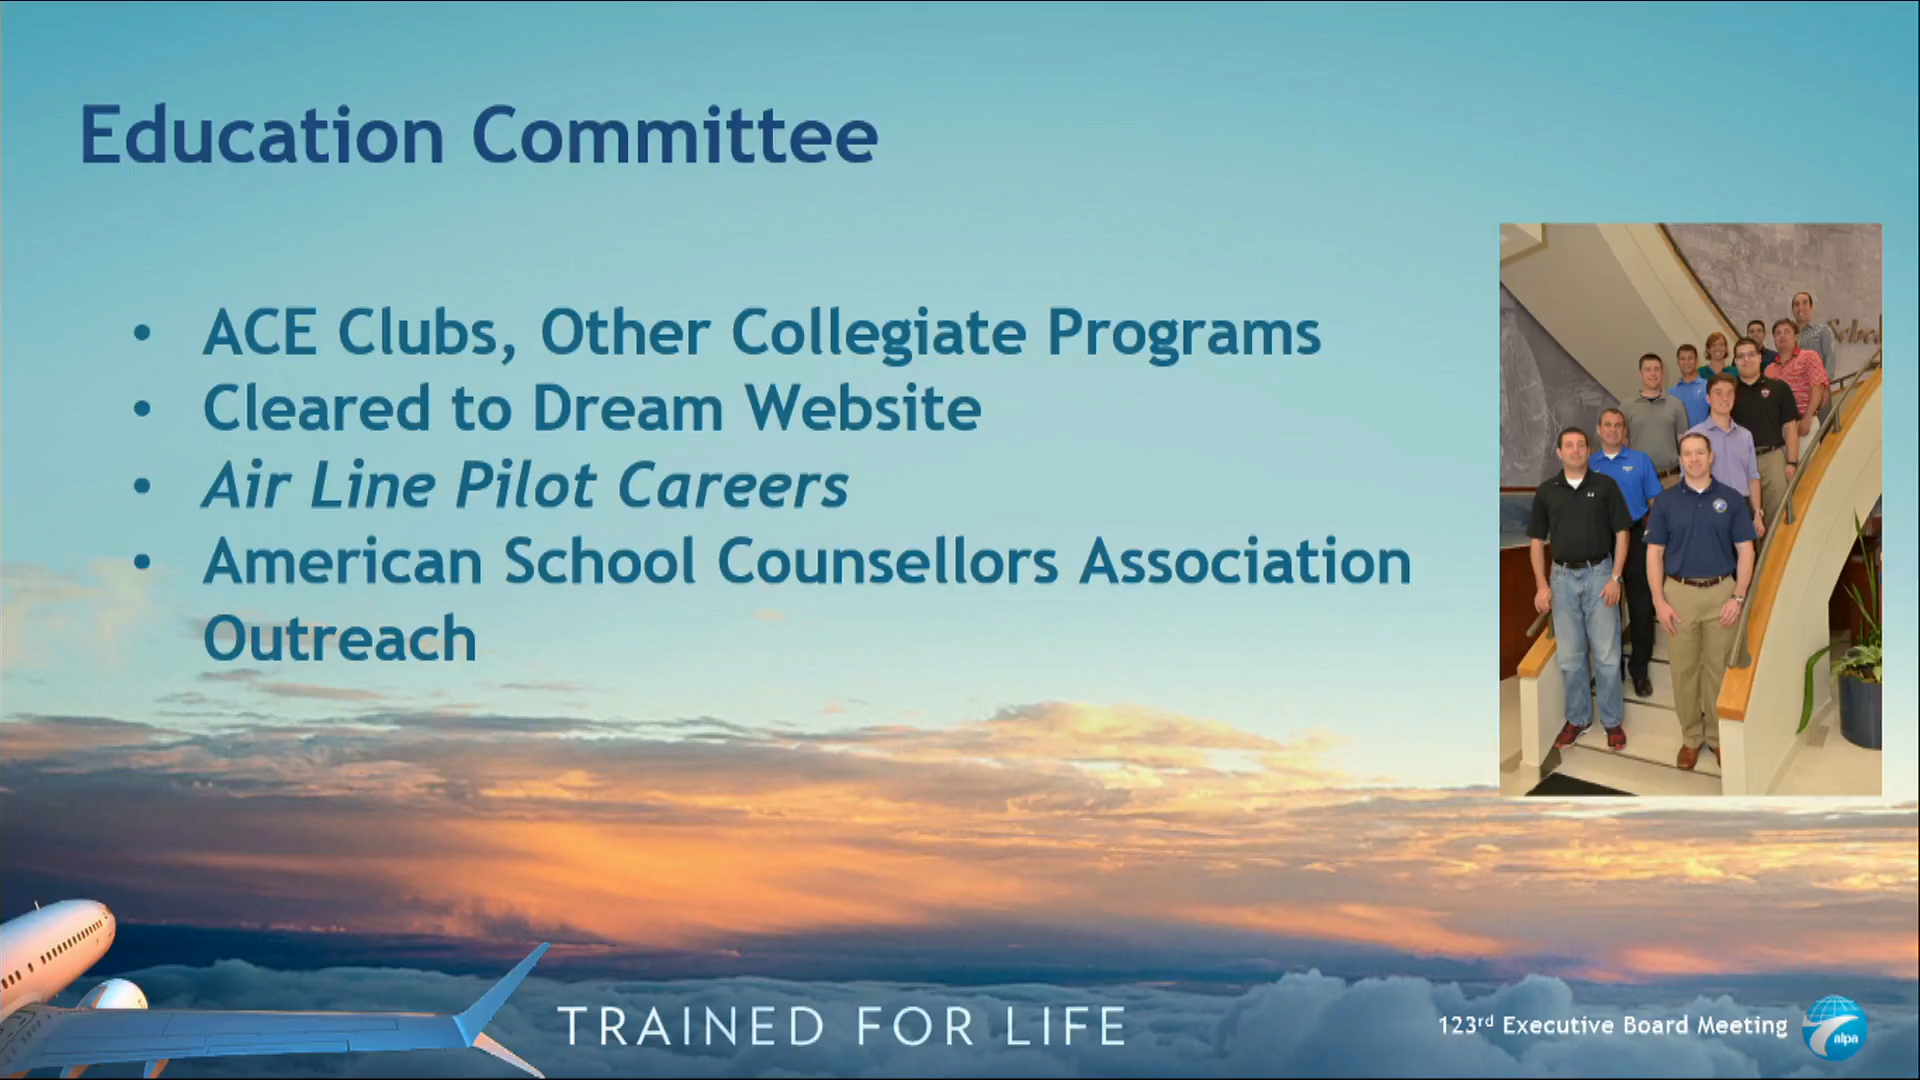 Education Committee
• ACE Clubs, Other Collegiate Programs
• Cleared to Dream Website
• Air Line Pilot Careers
• American School Counsellors Association
Outreach
TRAINED FOR LIFE
123rd Executive Board Meeting
alpa